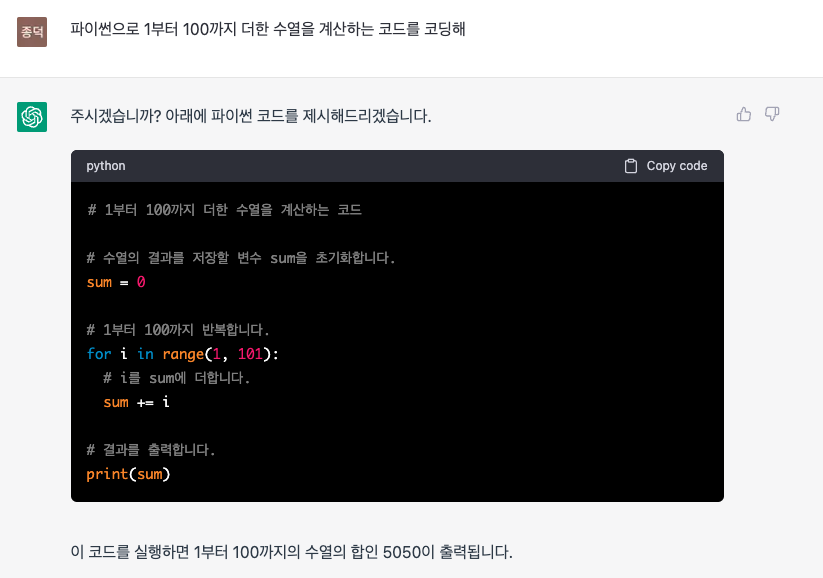 종덕
파이썬으로 1부터 100까지 더한 수열을 계산하는 코드를 코딩해
주시겠습니까? 아래에 파이썬 코드를 제시해드리겠습니다.
python
Copy code
# 1부터 100까지 더한 수열을 계산하는 코드
# 수열의 결과를 저장할 변수 sum을 초기화합니다.
sum = 0
# 1부터 100까지 반복합니다.
for i in range(1, 101):
  # i를 sum에 더합니다.
  sum += i
# 결과를 출력합니다.
print(sum)
이 코드를 실행하면 1부터 100까지의 수열의 합인 5050이 출력됩니다.